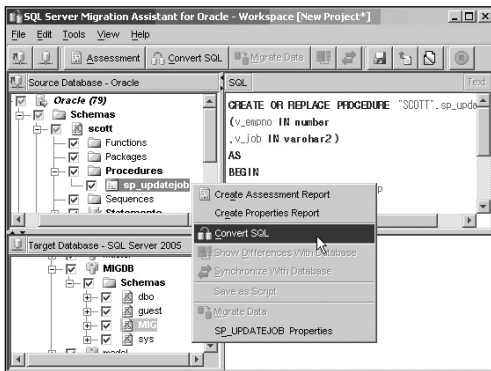 SQL Server Migration Assistant for Oracle - Workspace [New Project*]
File Edit Tools View Help
Assessment Convert SQL Migrate Data
Source Database - Oracle
Oracle (79)
Schemas
scott
Functions
Packages
Procedures
sp_updatejob
Sequences
Statements
SQL Text
CREATE OR REPLACE PROCEDURE "SCOTT".sp_upda
(v_empno IN number
,v_job IN varchar2)
AS
BEGIN
p
Create Assessment Report
Create Properties Report
Convert SQL
Show Differences With Database
Synchronize With Database
Save as Script
Migrate Data
SP_UPDATEJOB Properties
Target Database - SQL Server 2005
MIGDB
Schemas
dbo
guest
MIG
sys
model